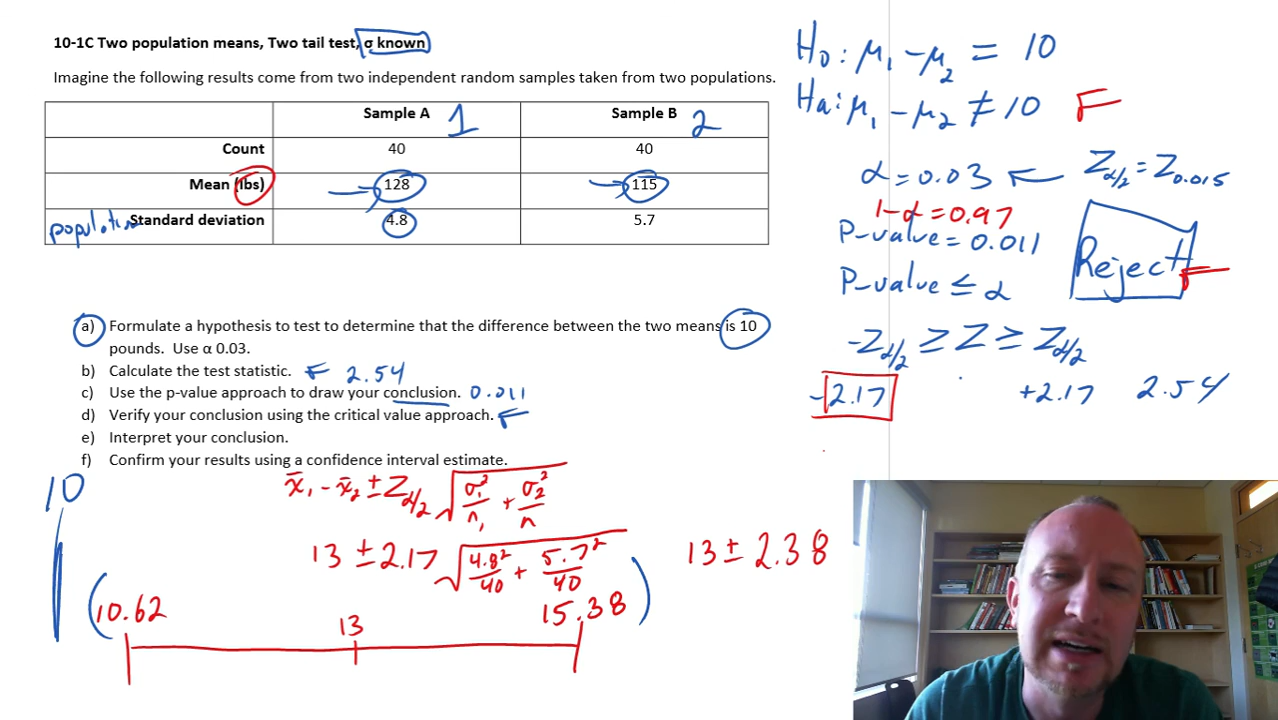 10-1C Two population means, Two tail test, σ known
Imagine the following results come from two independent random samples taken from two populations.
Sample A 1 Sample B 2
Count 40 40
Mean (lbs) 128 115
population Standard deviation 4.8 5.7
a) Formulate a hypothesis to test to determine that the difference between the two means is 10
pounds. Use α 0.03.
b) Calculate the test statistic. 2.54
c) Use the p-value approach to draw your conclusion. 0.011
d) Verify your conclusion using the critical value approach.
e) Interpret your conclusion.
f) Confirm your results using a confidence interval estimate.
10
x̄₁ - x̄₂ ± Zα/2 √(σ₁²/n₁ + σ₂²/n)
13 ± 2.17 √(4.8²/40 + 5.7²/40)
13 ± 2.38
(10.62 15.38)
13
H0: μ₁ - μ₂ = 10
Ha: μ₁ - μ₂ ≠ 10
α = 0.03 ← Zα/2 = Z0.015
1-α = 0.97
P-value = 0.011
P-value ≤ α
Reject
-Zα/2 ≥ Z ≥ Zα/2
-2.17 +2.17 2.54